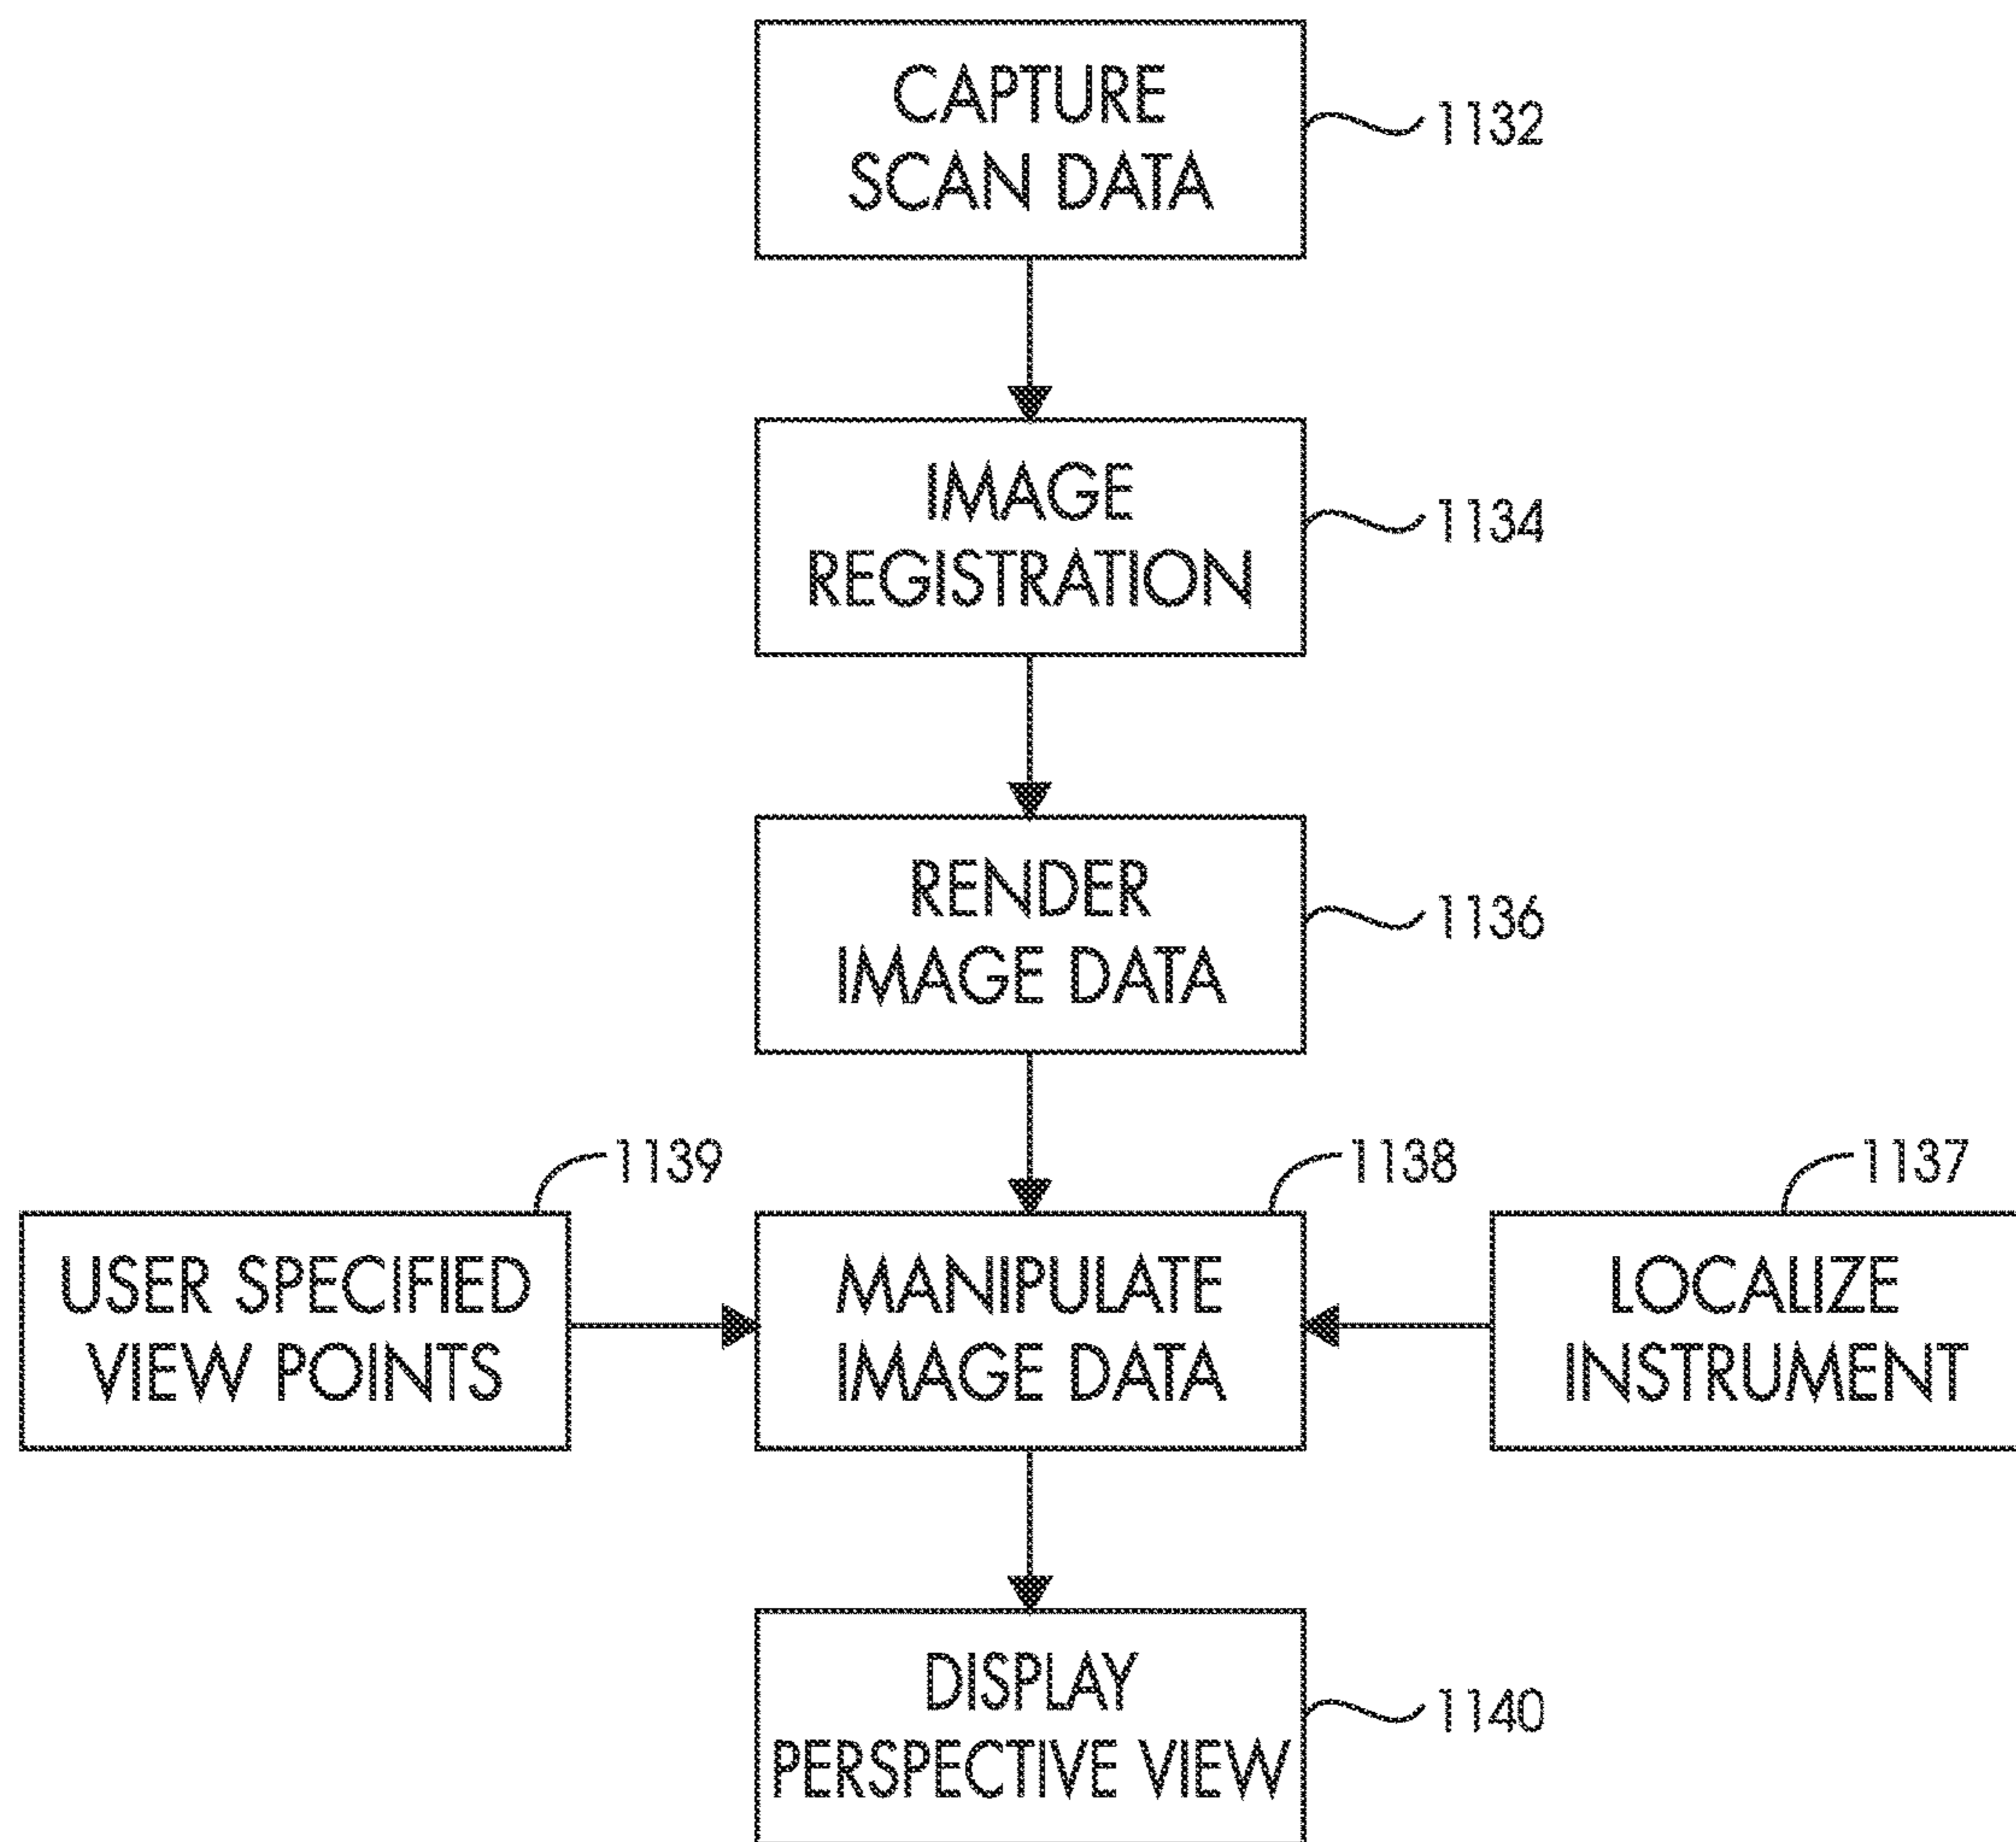 CAPTURE
SCAN DATA
1132
IMAGE
REGISTRATION
1134
RENDER
IMAGE DATA
1136
1139
1138
1137
USER SPECIFIED
VIEW POINTS
MANIPULATE
IMAGE DATA
LOCALIZE
INSTRUMENT
DISPLAY
PERSPECTIVE VIEW
1140